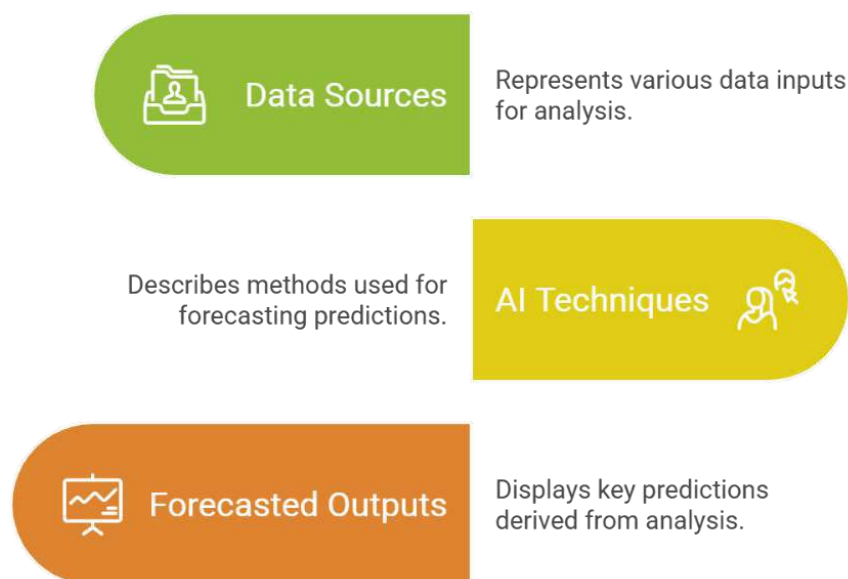 Data Sources
Represents various data inputs
for analysis.
Describes methods used for
forecasting predictions.
AI Techniques
Forecasted Outputs
Displays key predictions
derived from analysis.